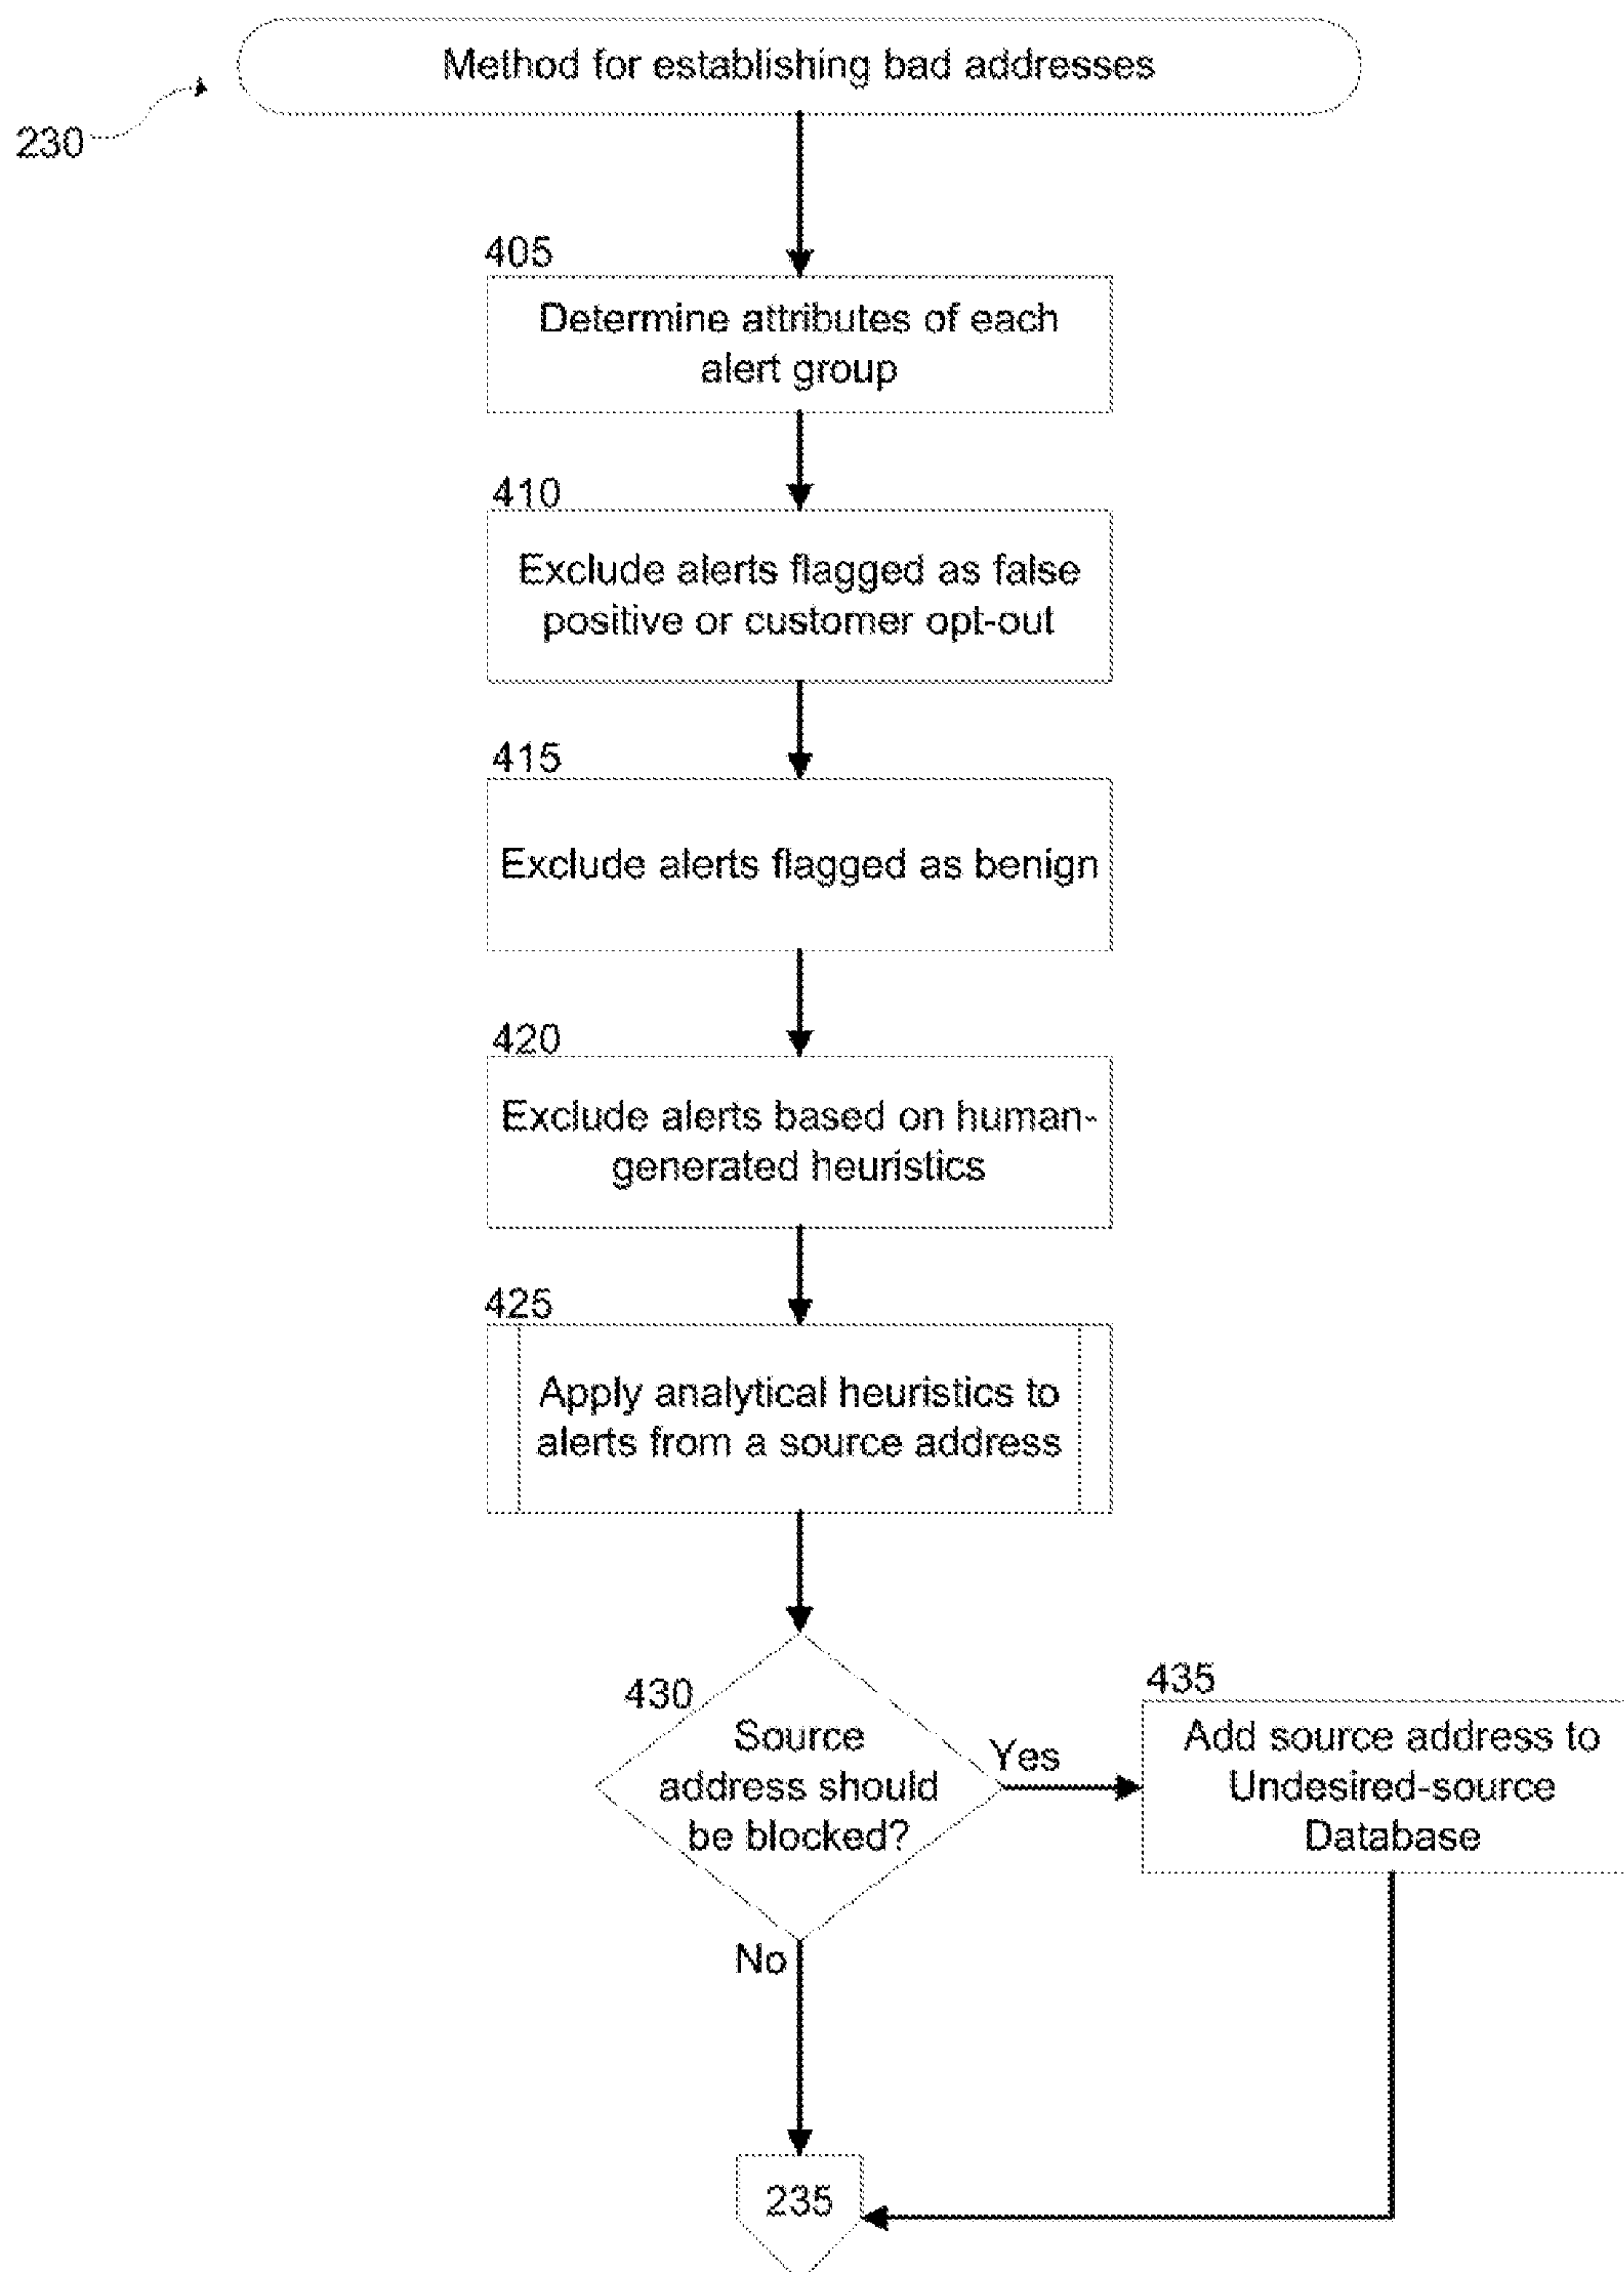 Method for establishing bad addresses
230
405
Determine attributes of each
alert group
410
Exclude alerts flagged as false
positive or customer opt-out
415
Exclude alerts flagged as benign
420
Exclude alerts based on human-
generated heuristics
425
Apply analytical heuristics to
alerts from a source address
430
Source
address should
be blocked?
Yes
435
Add source address to
Undesired-source
Database
No
235